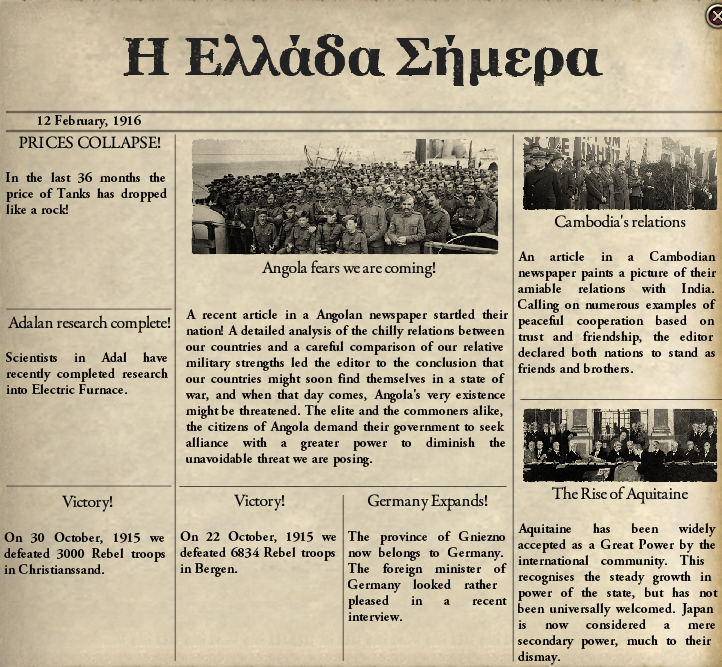 Η Ελλάδα Σήμερα
12 February, 1916
PRICES COLLAPSE!
In the last 36 months the
price of Tanks has dropped
like a rock!
Adalan research complete!
Scientists in Adal have
recently completed research
into Electric Furnace.
Victory!
On 30 October, 1915 we
defeated 3000 Rebel troops
in Christianssand.
Angola fears we are coming!
A recent article in a Angolan newspaper startled their
nation! A detailed analysis of the chilly relations between
our countries and a careful comparison of our relative
military strengths led the editor to the conclusion that
our countries might soon find themselves in a state of
war, and when that day comes, Angola's very existence
might be threatened. The elite and the commoners alike,
the citizens of Angola demand their government to seek
alliance with a greater power to diminish the
unavoidable threat we are posing.
Victory!
On 22 October, 1915 we
defeated 6834 Rebel troops
in Bergen.
Germany Expands!
The province of Gniezno
now belongs to Germany.
The foreign minister of
Germany looked rather
pleased in a recent
interview.
Cambodia's relations
An article in a Cambodian
newspaper paints a picture of their
amiable relations with India.
Calling on numerous examples of
peaceful cooperation based on
trust and friendship, the editor
declared both nations to stand as
friends and brothers.
The Rise of Aquitaine
Aquitaine has been widely
accepted as a Great Power by the
international community. This
recognises the steady growth in
power of the state, but has not
been universally welcomed. Japan
is now considered a mere
secondary power, much to their
dismay.